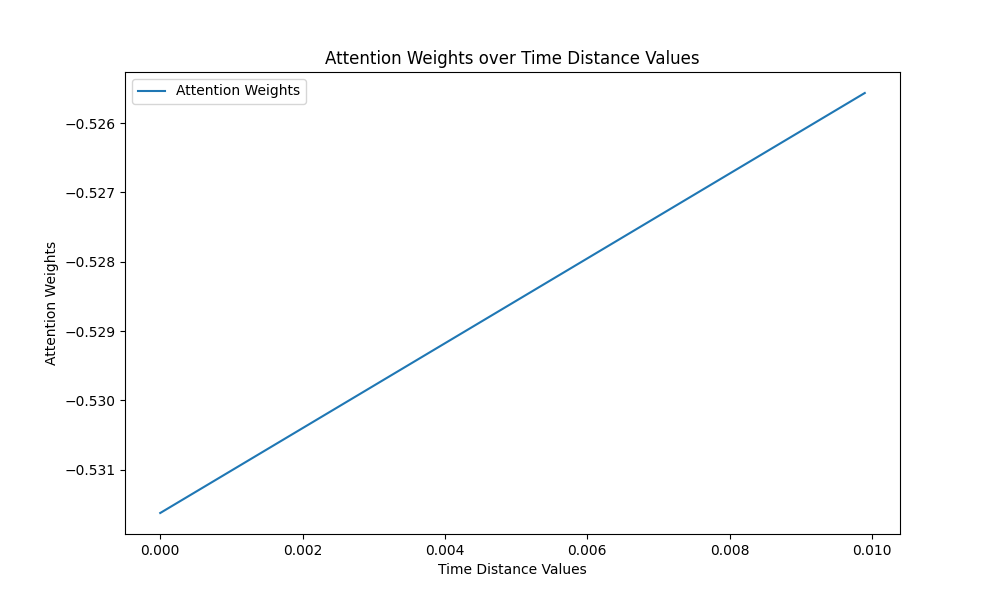 Attention Weights over Time Distance Values
Attention Weights
−0.526
−0.527
−0.528
−0.529
−0.530
−0.531
Attention Weights
0.000 0.002 0.004 0.006 0.008 0.010
Time Distance Values